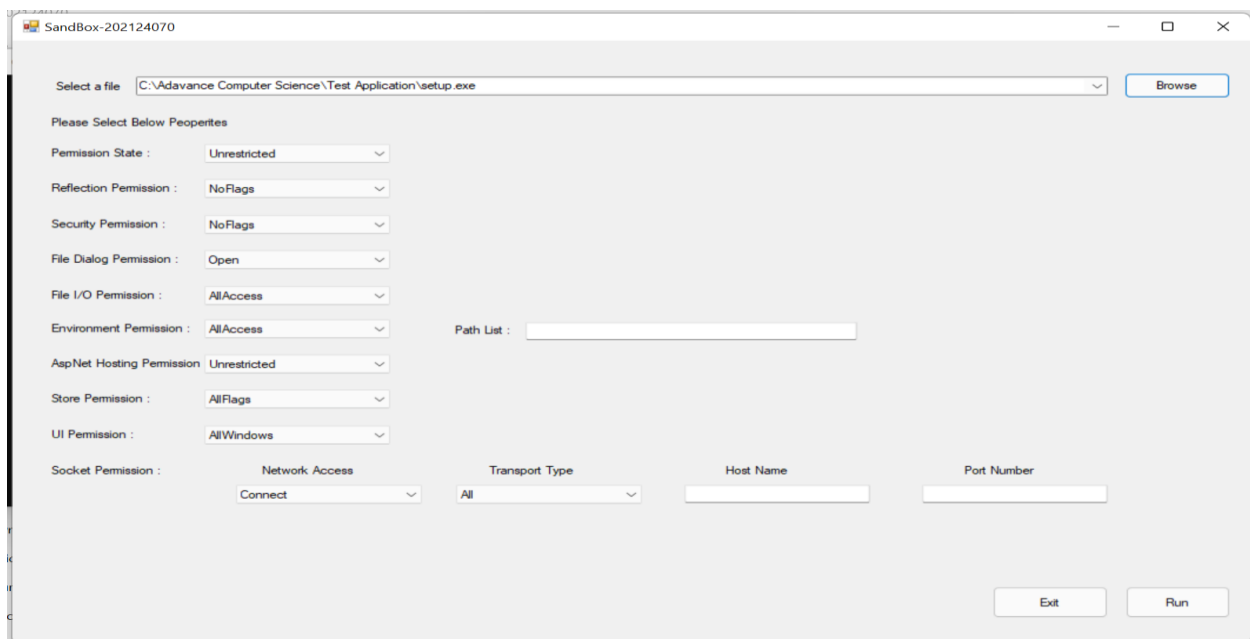 SandBox-202124070
Select a file C:\Adavance Computer Science\Test Application\setup.exe Browse
Please Select Below Peoperites
Permission State : Unrestricted
Reflection Permission : NoFlags
Security Permission : NoFlags
File Dialog Permission : Open
File I/O Permission : AllAccess
Environment Permission : AllAccess Path List :
AspNet Hosting Permission Unrestricted
Store Permission : AllFlags
UI Permission : AllWindows
Socket Permission : Network Access Transport Type Host Name Port Number
Connect All
Exit Run